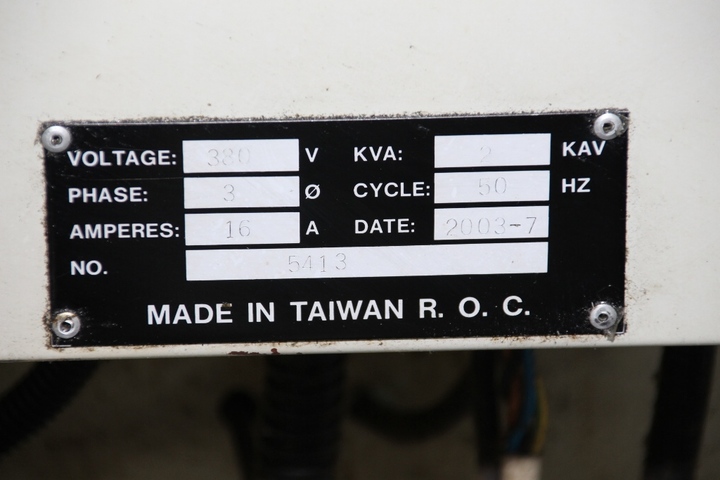 VOLTAGE: 380 V KVA: 2 KAV
PHASE: 3 Ø CYCLE: 50 HZ
AMPERES: 16 A DATE: 2003-7
NO. 5413
MADE IN TAIWAN R. O. C.